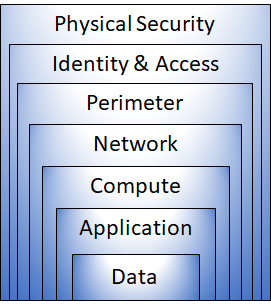 Physical Security
Identity & Access
Perimeter
Network
Compute
Application
Data